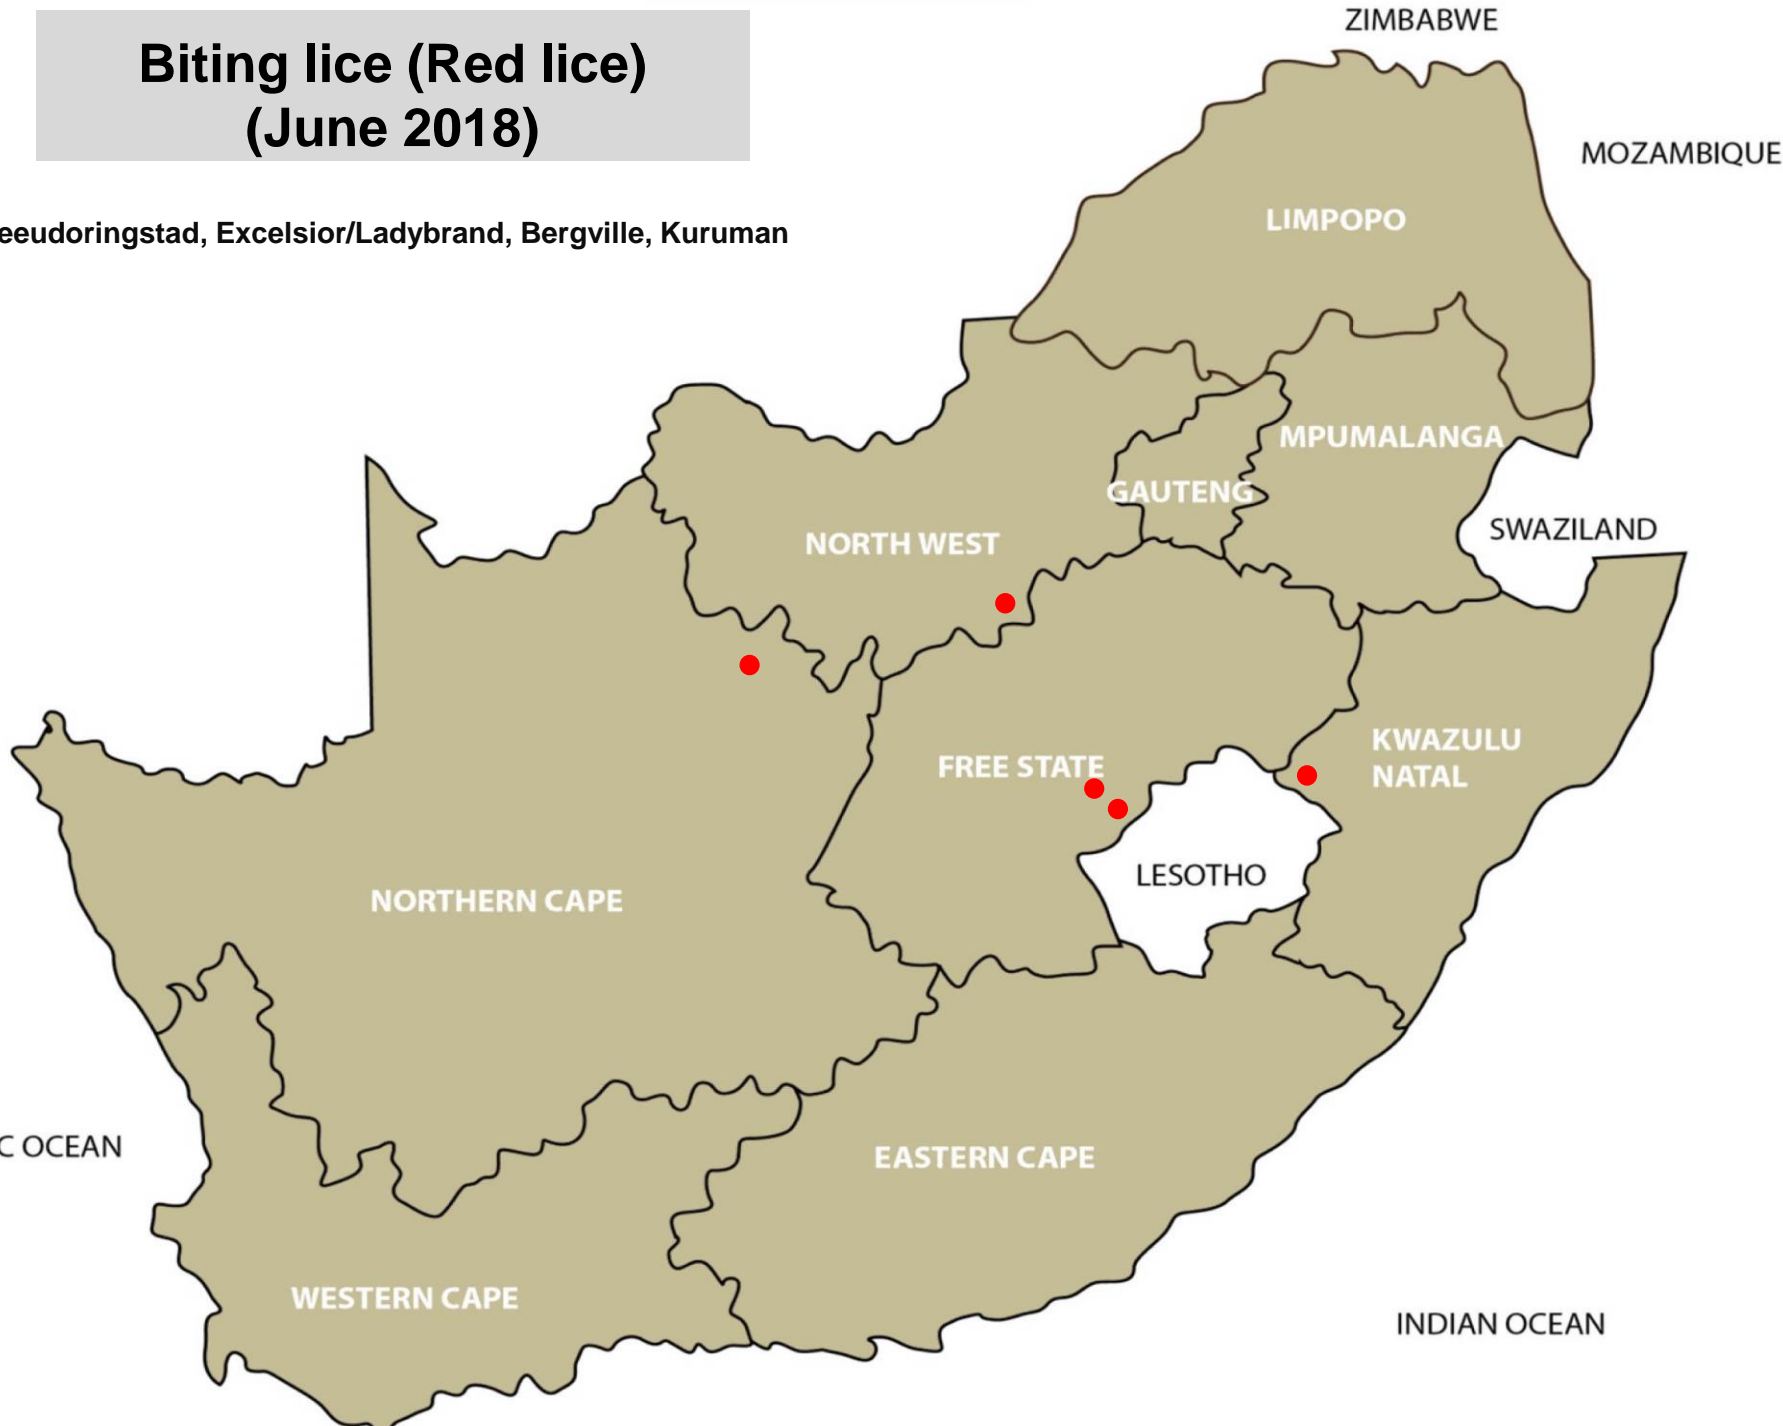 Biting lice (Red lice)
(June 2018)
eeudoringstad, Excelsior/Ladybrand, Bergville, Kuruman
ZIMBABWE
MOZAMBIQUE
LIMPOPO
MPUMALANGA
GAUTENG
SWAZILAND
NORTH WEST
KWAZULU
NATAL
FREE STATE
LESOTHO
NORTHERN CAPE
C OCEAN
EASTERN CAPE
WESTERN CAPE
INDIAN OCEAN